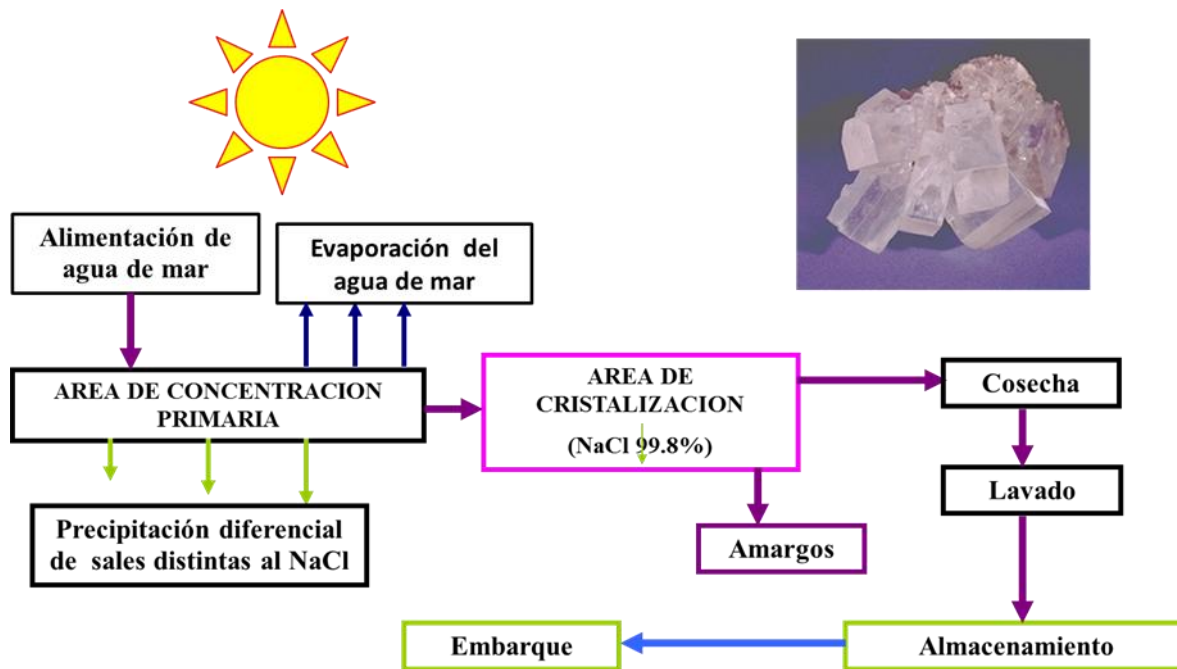 Alimentación de
agua de mar
Evaporación del
agua de mar
AREA DE CONCENTRACION
PRIMARIA
AREA DE
CRISTALIZACION
(NaCl 99.8%)
Cosecha
Lavado
Precipitación diferencial
de sales distintas al NaCl
Amargos
Embarque
Almacenamiento